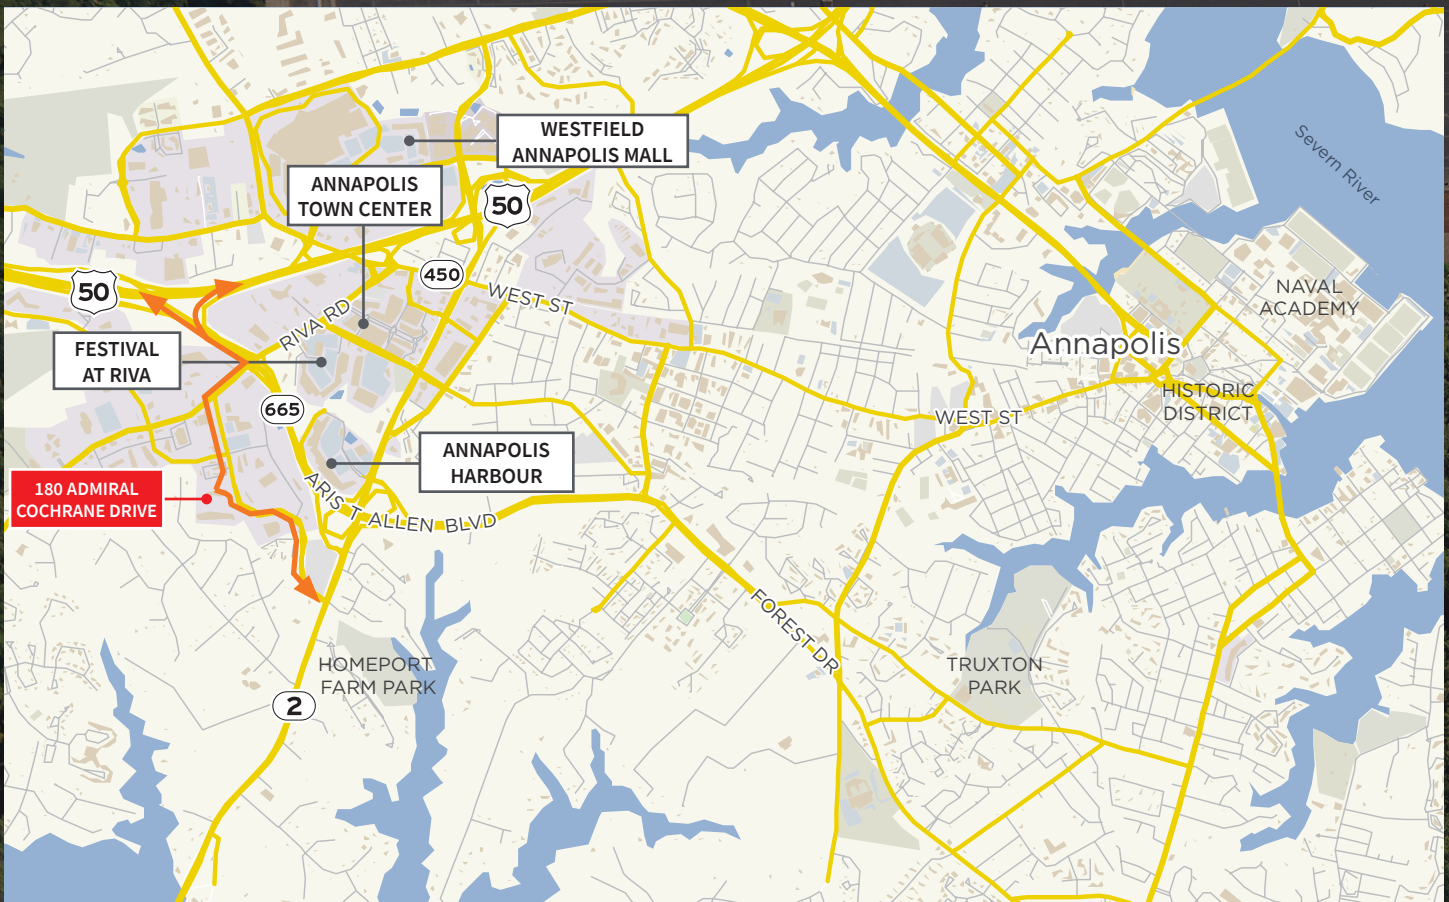 WESTFIELD
ANNAPOLIS MALL
ANNAPOLIS
TOWN CENTER
50
Severn River
450
50
WEST ST
NAVAL
ACADEMY
RIVA RD
FESTIVAL
AT RIVA
Annapolis
HISTORIC
DISTRICT
665
WEST ST
ANNAPOLIS
HARBOUR
180 ADMIRAL
COCHRANE DRIVE
ARIS T ALLEN BLVD
FOREST DR
HOMEPORT
FARM PARK
TRUXTON
PARK
2